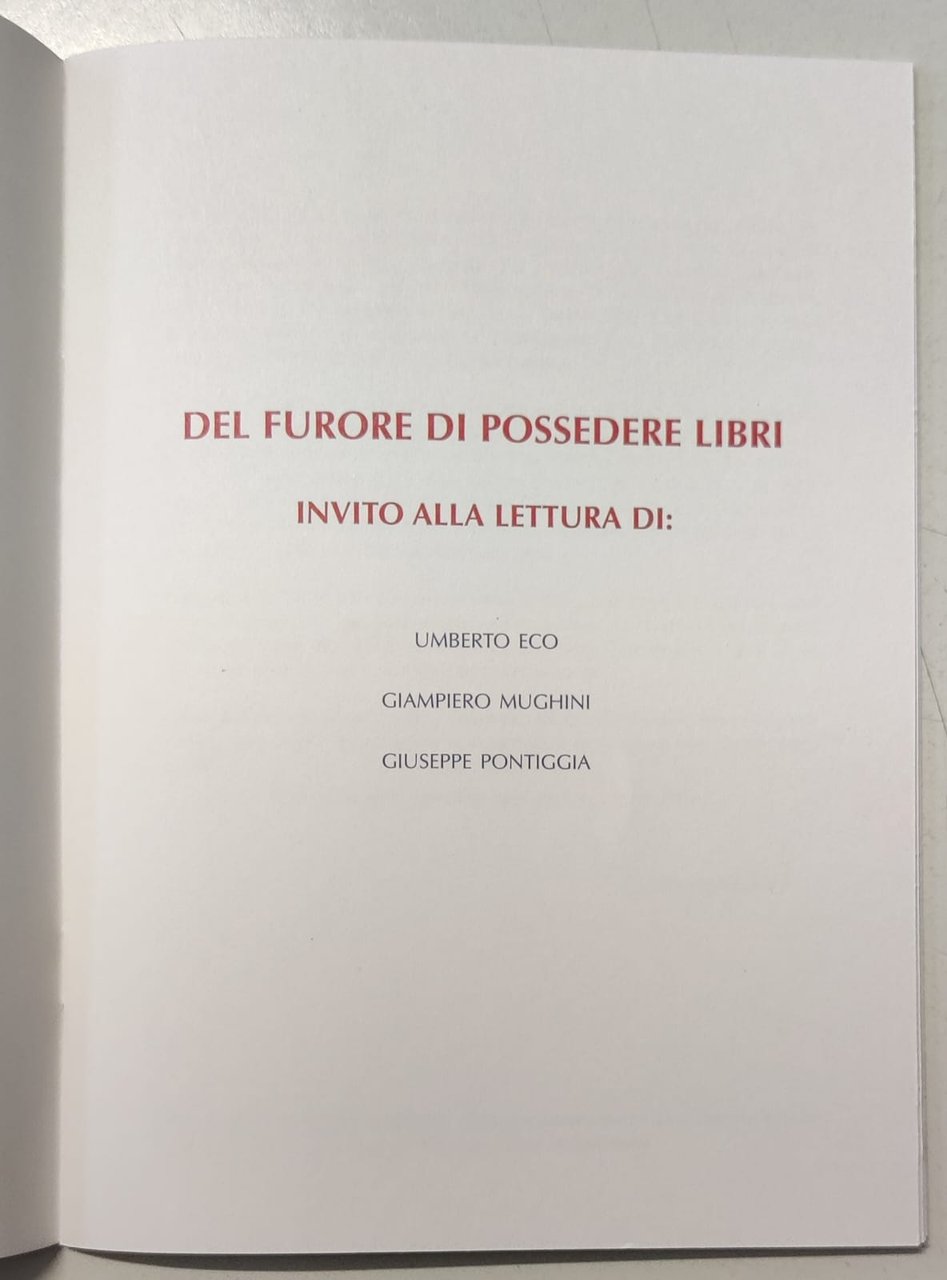 DEL FURORE DI POSSEDERE LIBRI
INVITO ALLA LETTURA DI:
UMBERTO ECO
GIAMPIERO MUGHINI
GIUSEPPE PONTIGGIA